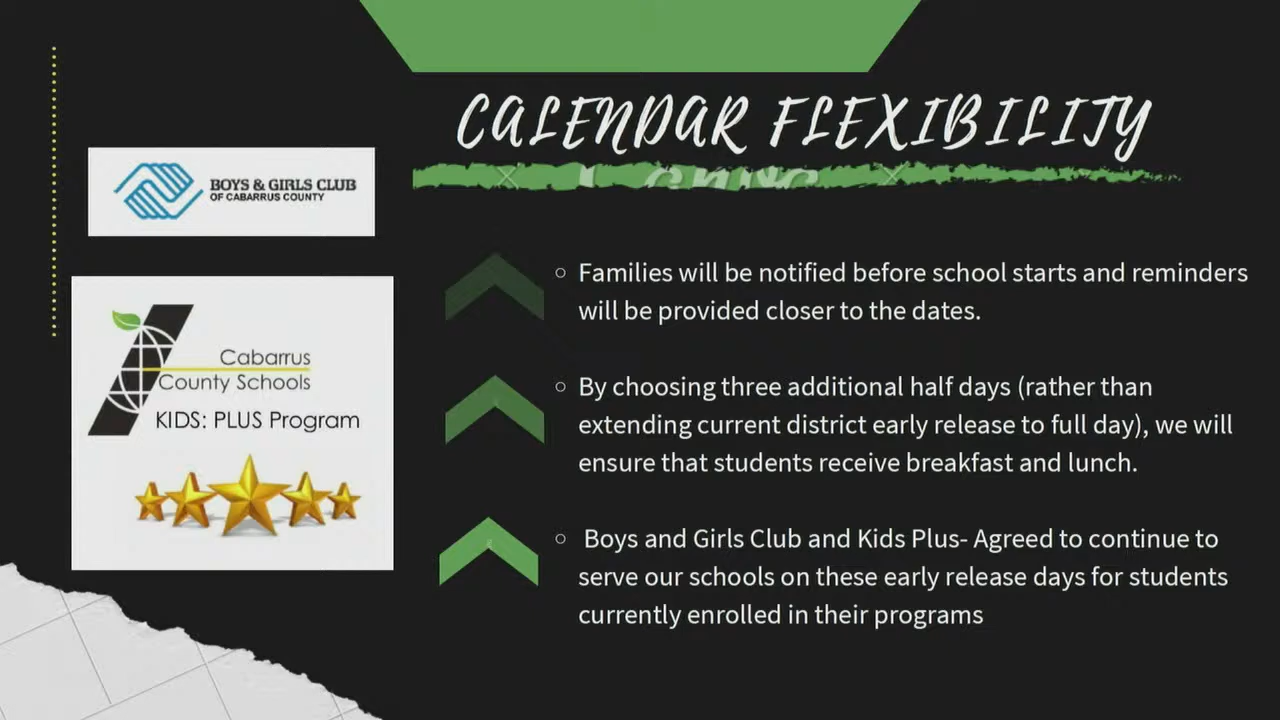 CALENDAR FLEXIBILITY
BOYS & GIRLS CLUB
OF CABARRUS COUNTY
Cabarrus
County Schools
KIDS: PLUS Program
Families will be notified before school starts and reminders
will be provided closer to the dates.
By choosing three additional half days (rather than
extending current district early release to full day), we will
ensure that students receive breakfast and lunch.
Boys and Girls Club and Kids Plus- Agreed to continue to
serve our schools on these early release days for students
currently enrolled in their programs